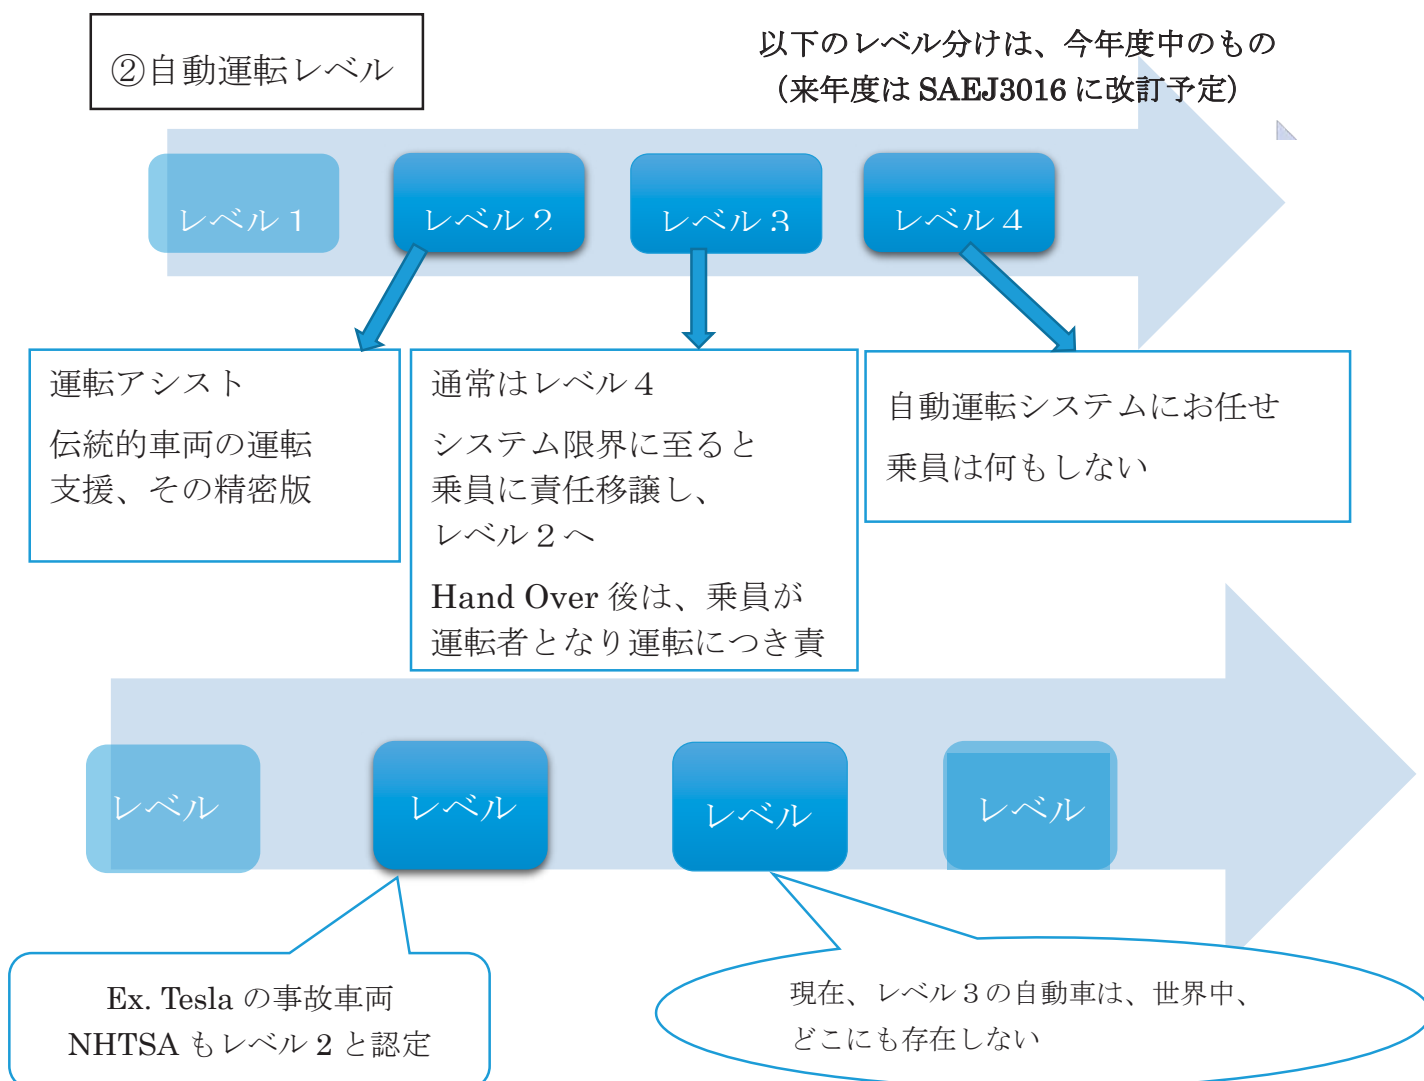 ②自動運転レベル
以下のレベル分けは、今年度中のもの
（来年度は SAEJ3016 に改訂予定）
レベル１
レベル２
レベル３
レベル４
運転アシスト
伝統的車両の運転
支援、その精密版
通常はレベル４
システム限界に至ると
乗員に責任移譲し、
レベル２へ
Hand Over 後は、乗員が
運転者となり運転につき責
自動運転システムにお任せ
乗員は何もしない
レベル
レベル
レベル
レベル
Ex. Tesla の事故車両
NHTSA もレベル 2 と認定
現在、レベル３の自動車は、世界中、
どこにも存在しない